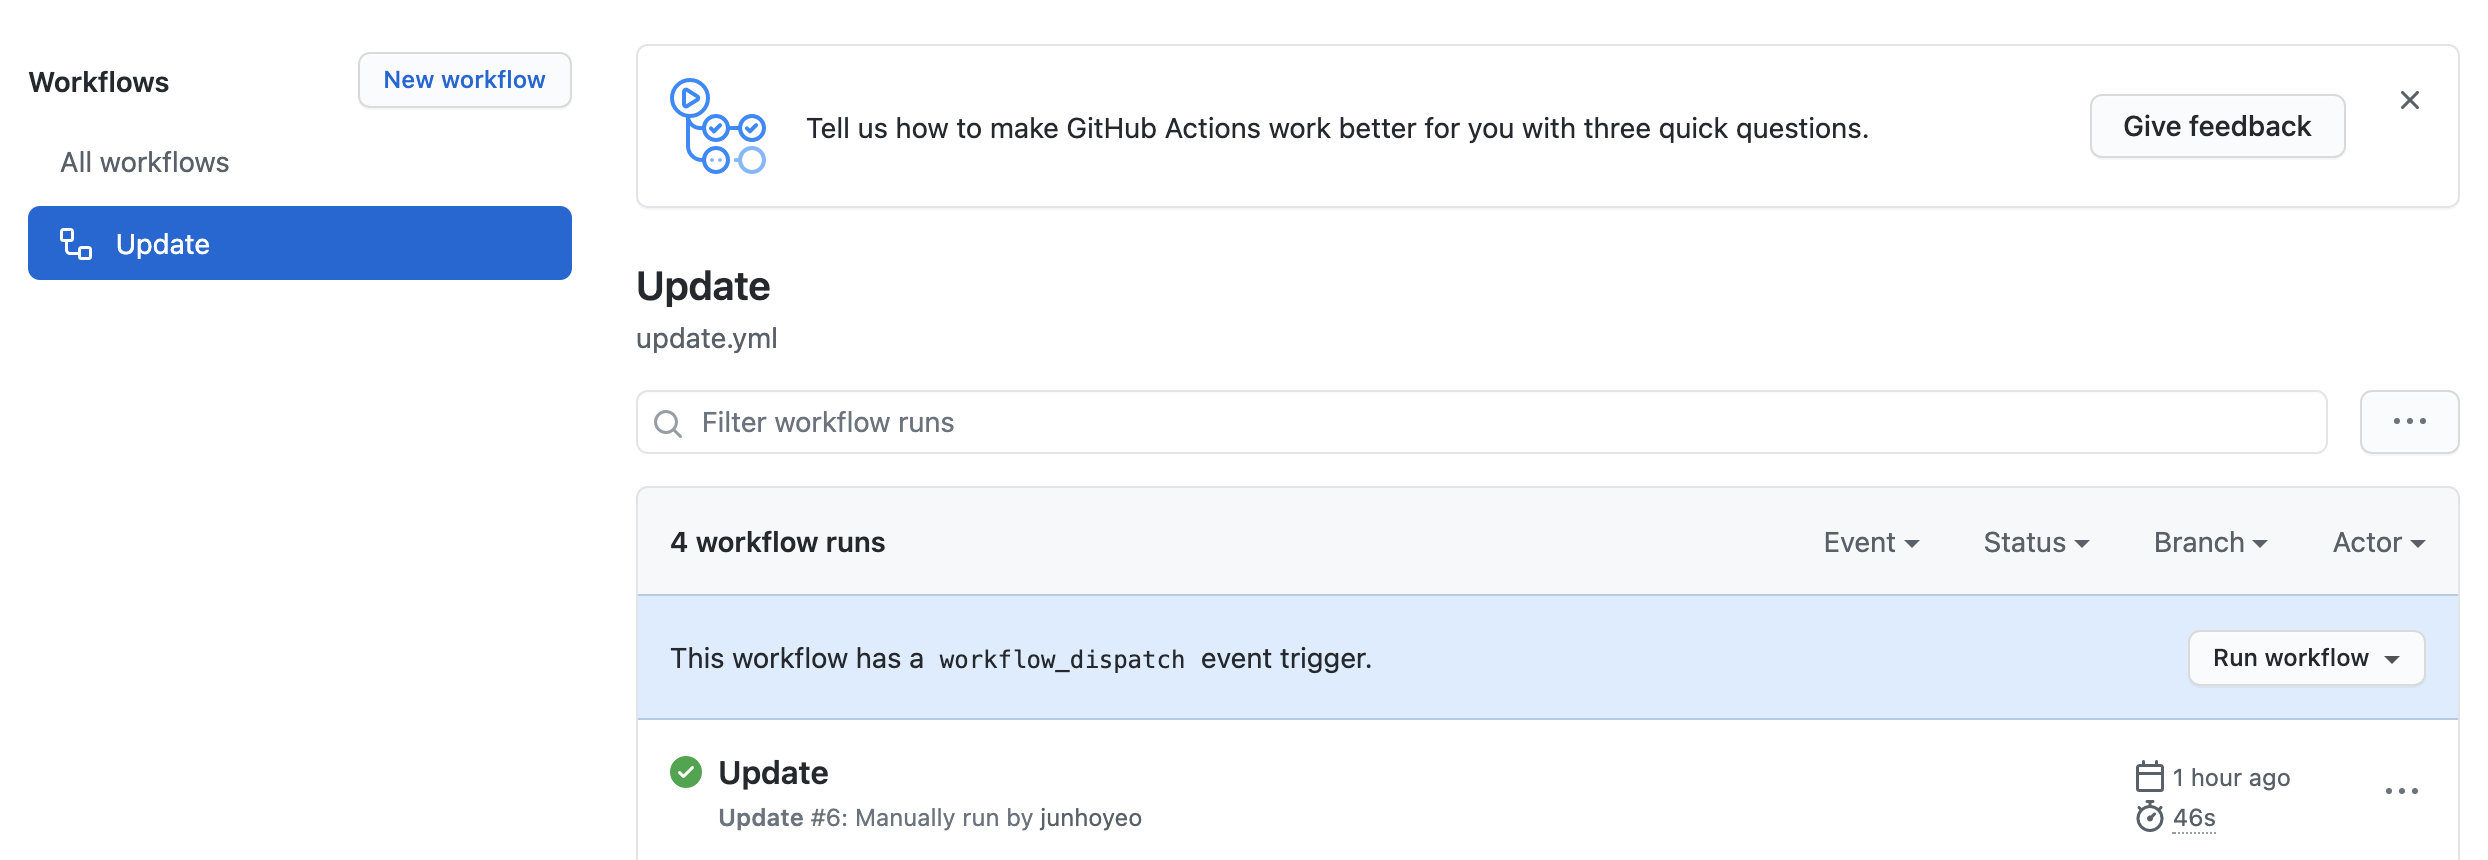 Workflows
New workflow
All workflows
Update
Tell us how to make GitHub Actions work better for you with three quick questions.
Give feedback
Update
update.yml
Filter workflow runs
4 workflow runs
Event
Status
Branch
Actor
This workflow has a workflow_dispatch event trigger.
Run workflow
Update
1 hour ago
Update #6: Manually run by junhoyeo
46s